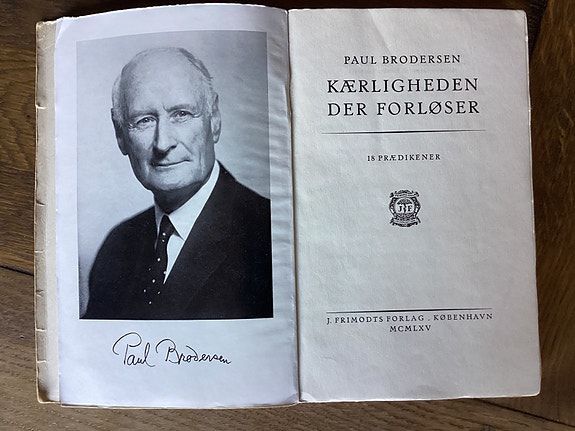 Paul Brodersen
PAUL BRODERSEN
KÆRLIGHEDEN
DER FORLØSER
18 PRÆDIKENER
J F
J. FRIMODTS FORLAG . KØBENHAVN
MCMLXV